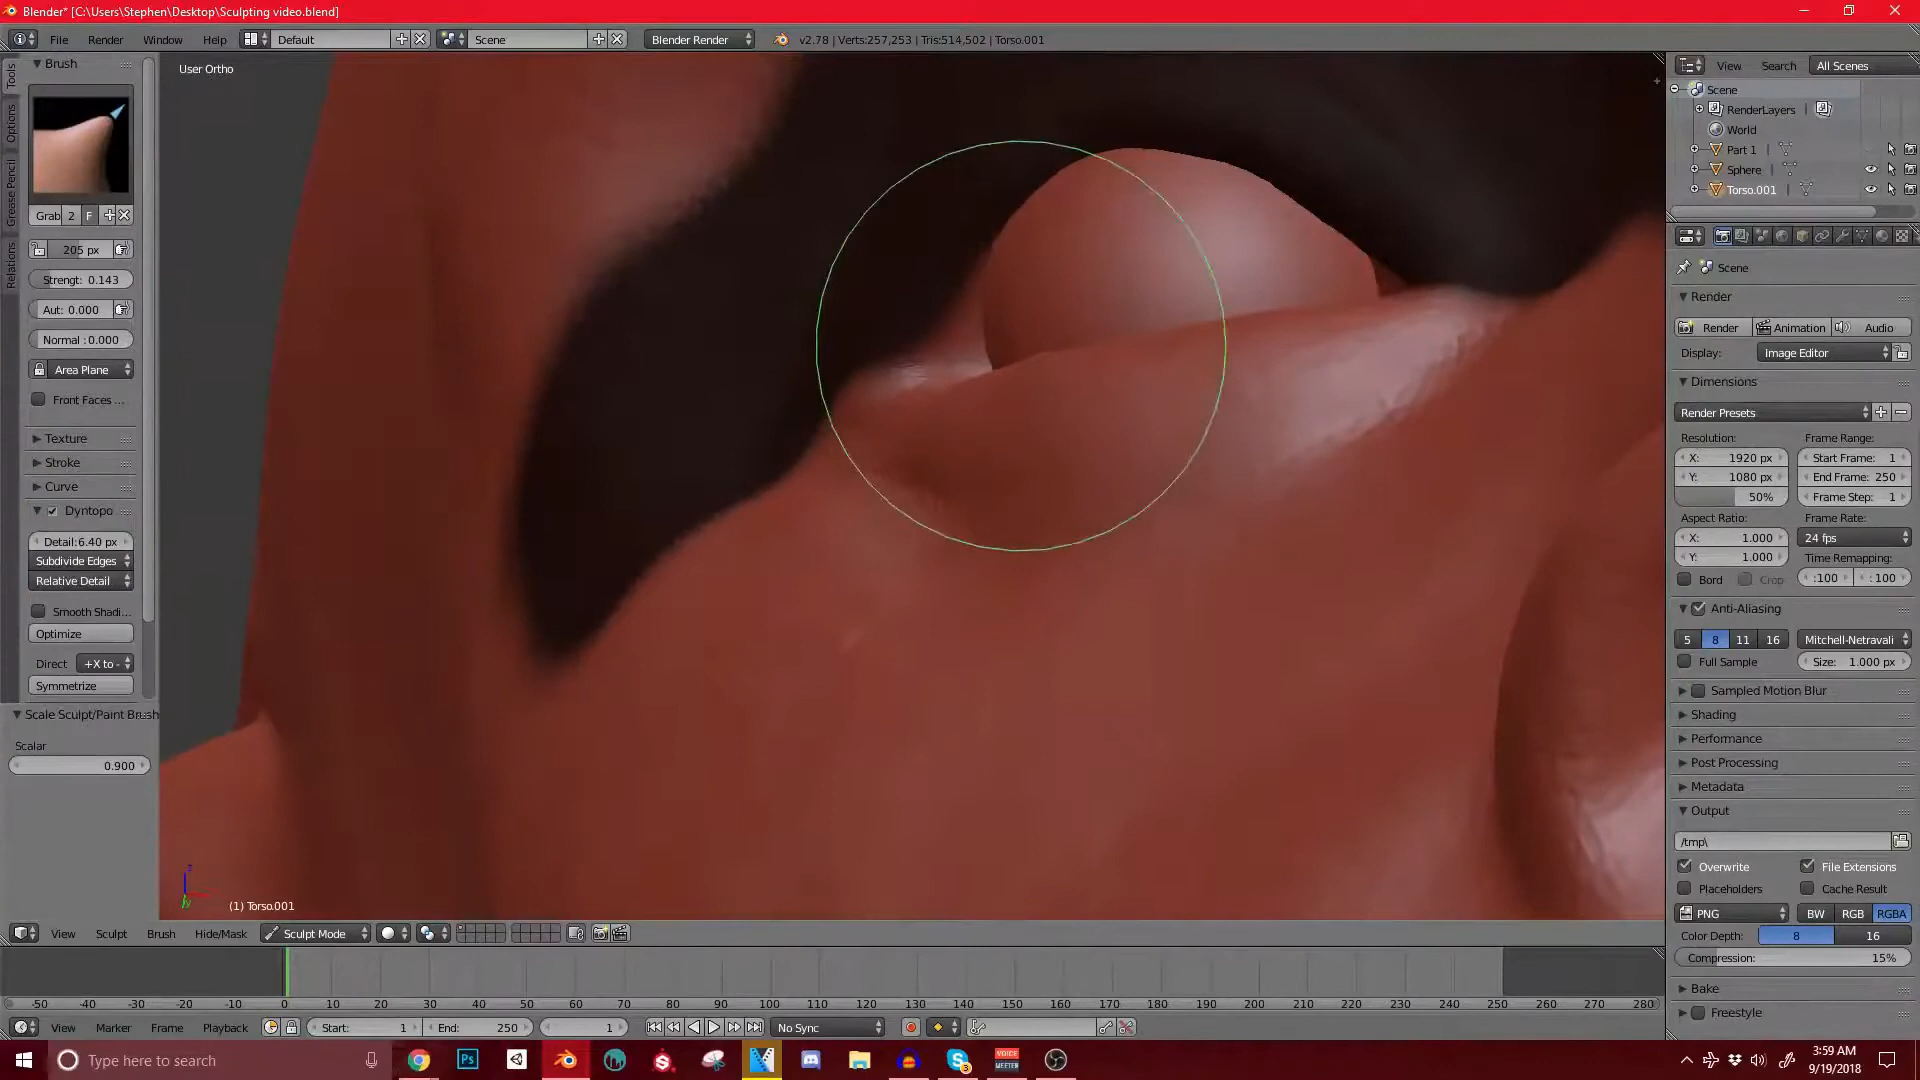 Blender* [C:\Users\Stephen\Desktop\Sculpting video.blend]
File Render Window Help Default Scene Blender Render v2.78 | Verts:257,253 | Tris:514,502 | Torso.001
Tools
Options
Grease Pencil
Relations
Brush
Grab 2 F
205 px
Strengt: 0.143
Aut: 0.000
Normal: 0.000
Area Plane
Front Faces ...
Texture
Stroke
Curve
Dyntopo
Detail:6.40 px
Subdivide Edges
Relative Detail
Smooth Shadi...
Optimize
Direct +X to -
Symmetrize
Scale Sculpt/Paint Brush
Scalar
0.900
User Ortho
z
y
(1) Torso.001
View Sculpt Brush Hide/Mask Sculpt Mode
-50 -40 -30 -20 -10 0 10 20 30 40 50 60 70 80 90 100 110 120 130 140 150 160 170 180 190 200 210 220 230 240 250 260 270 280
View Marker Frame Playback Start: 1 End: 250 1 No Sync
View Search All Scenes
Scene
RenderLayers
World
Part 1
Sphere
Torso.001
Scene
Render
Render Animation Audio
Display: Image Editor
Dimensions
Render Presets
Resolution: Frame Range:
X: 1920 px Start Frame: 1
Y: 1080 px End Frame: 250
50% Frame Step: 1
Aspect Ratio: Frame Rate:
X: 1.000 24 fps
Y: 1.000 Time Remapping:
Bord Crop :100 :100
Anti-Aliasing
5 8 11 16 Mitchell-Netravali
Full Sample Size: 1.000 px
Sampled Motion Blur
Shading
Performance
Post Processing
Metadata
Output
/tmp\
Overwrite File Extensions
Placeholders Cache Result
PNG BW RGB RGBA
Color Depth: 8 16
Compression: 15%
Bake
Freestyle
Type here to search
Ps
VOICE
MEETER
3:59 AM
9/19/2018